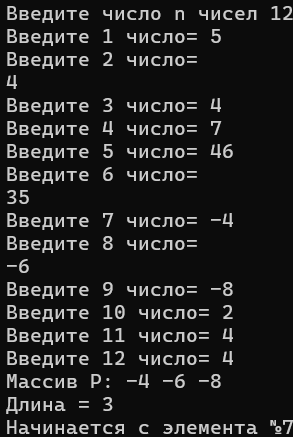 Введите число n чисел 12
Введите 1 число= 5
Введите 2 число=
4
Введите 3 число= 4
Введите 4 число= 7
Введите 5 число= 46
Введите 6 число=
35
Введите 7 число= -4
Введите 8 число=
-6
Введите 9 число= -8
Введите 10 число= 2
Введите 11 число= 4
Введите 12 число= 4
Массив P: -4 -6 -8
Длина = 3
Начинается с элемента №7